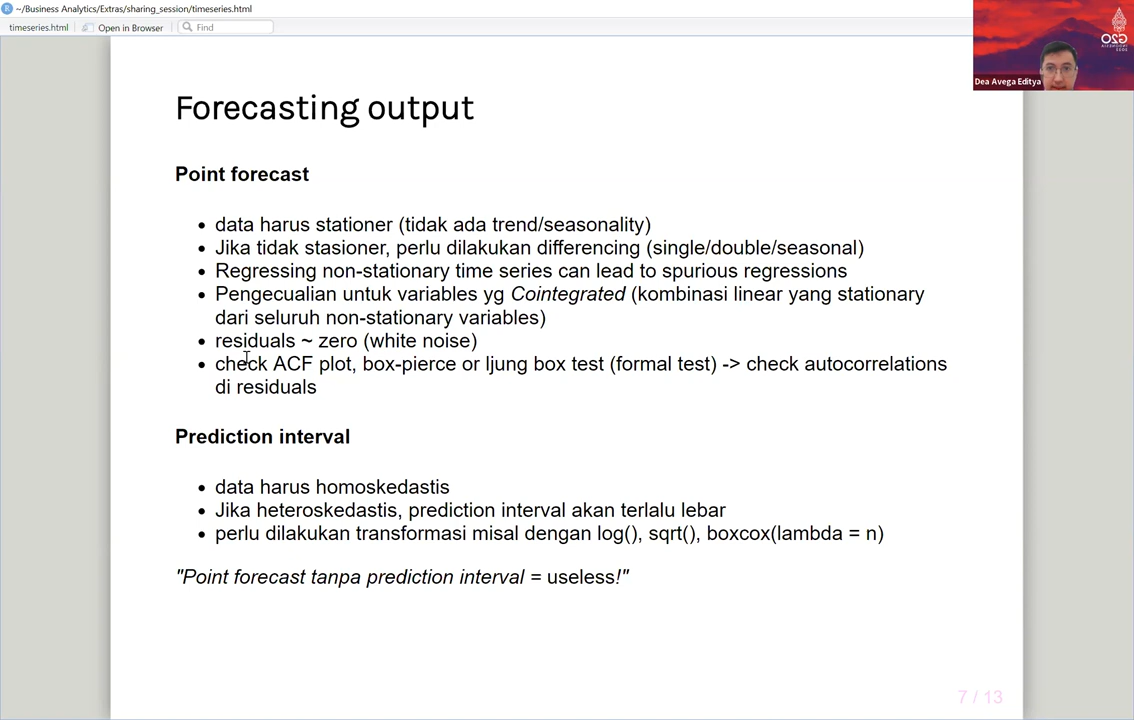 ~/Business Analytics/Extras/sharing_session/timeseries.html
timeseries.html
Open in Browser
Find
Dea Avega Editya
G20
Forecasting output
Point forecast
data harus stationer (tidak ada trend/seasonality)
Jika tidak stasioner, perlu dilakukan differencing (single/double/seasonal)
Regressing non-stationary time series can lead to spurious regressions
Pengecualian untuk variables yg Cointegrated (kombinasi linear yang stationary
dari seluruh non-stationary variables)
residuals ~ zero (white noise)
check ACF plot, box-pierce or ljung box test (formal test) -> check autocorrelations
di residuals
Prediction interval
data harus homoskedastis
Jika heteroskedastis, prediction interval akan terlalu lebar
perlu dilakukan transformasi misal dengan log(), sqrt(), boxcox(lambda = n)
"Point forecast tanpa prediction interval = useless!"
7 / 13